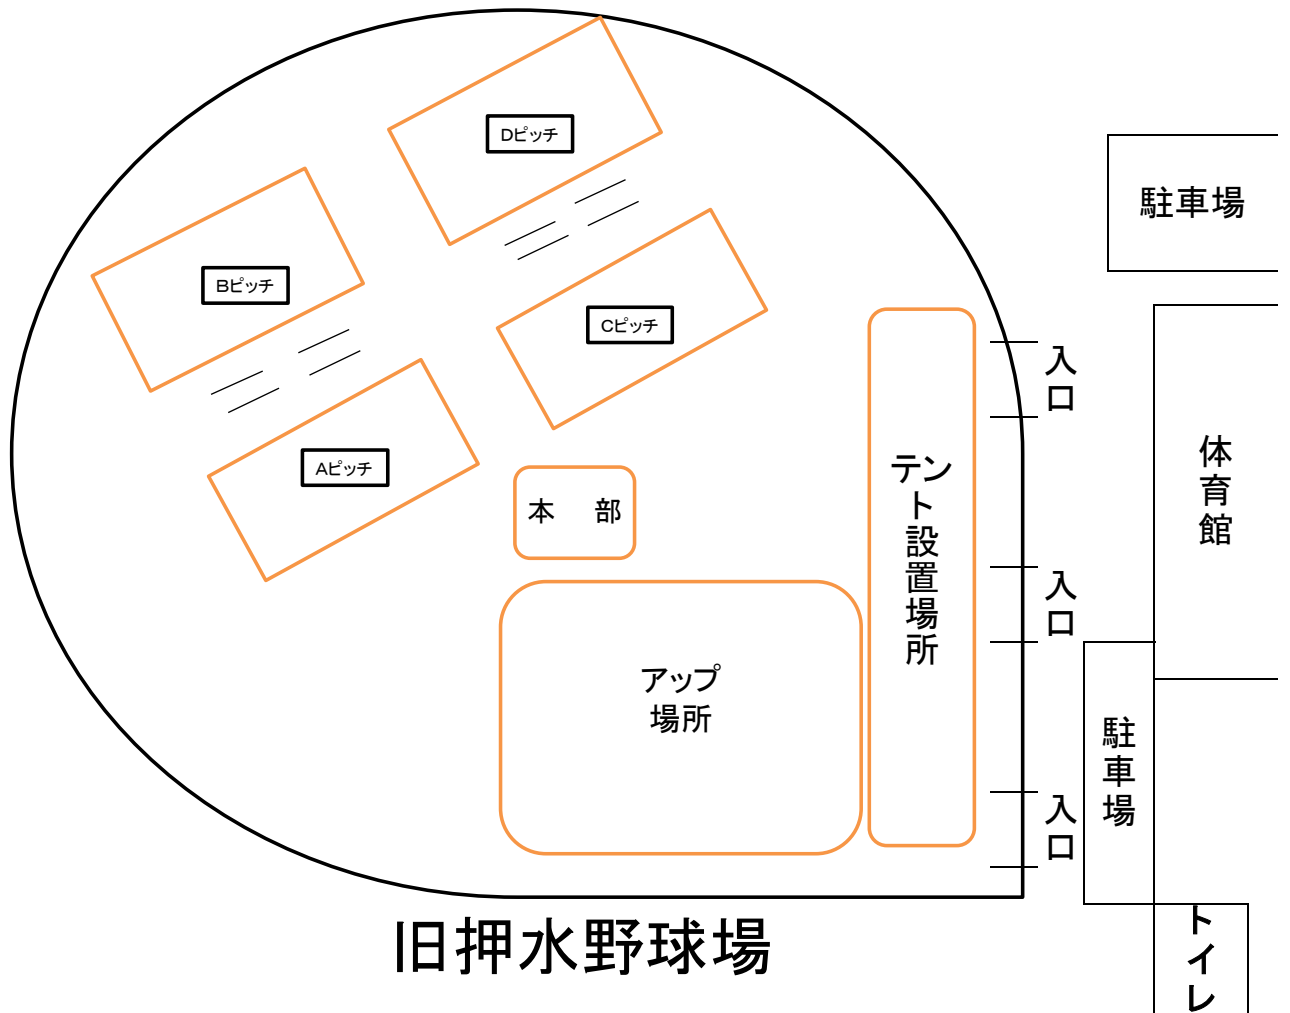 Dピッチ
駐車場
Bピッチ
Cピッチ
入口
Aピッチ
体育館
テント設置場所
本　部
入口
アップ
場所
駐車場
入口
トイレ
旧押水野球場